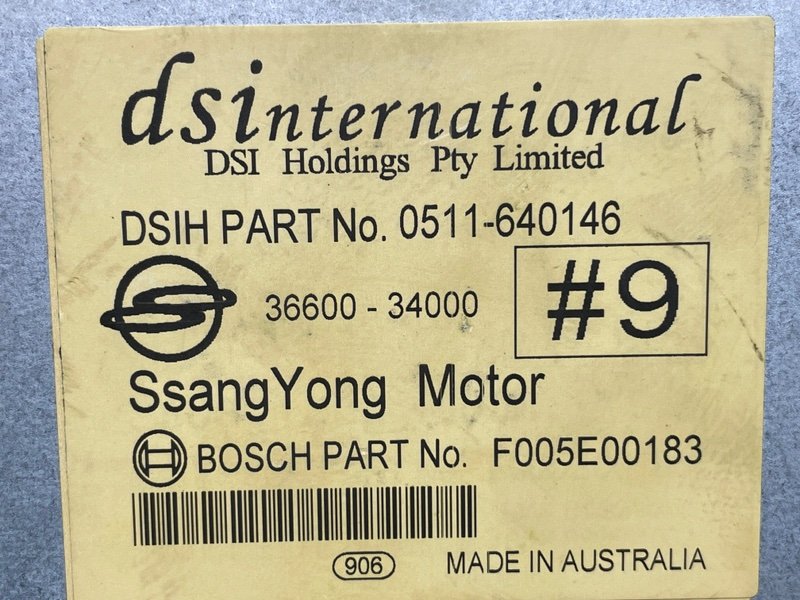 dsinternational
DSI Holdings Pty Limited
DSIH PART No. 0511-640146
36600 - 34000
#9
SsangYong Motor
BOSCH PART No. F005E00183
906
MADE IN AUSTRALIA